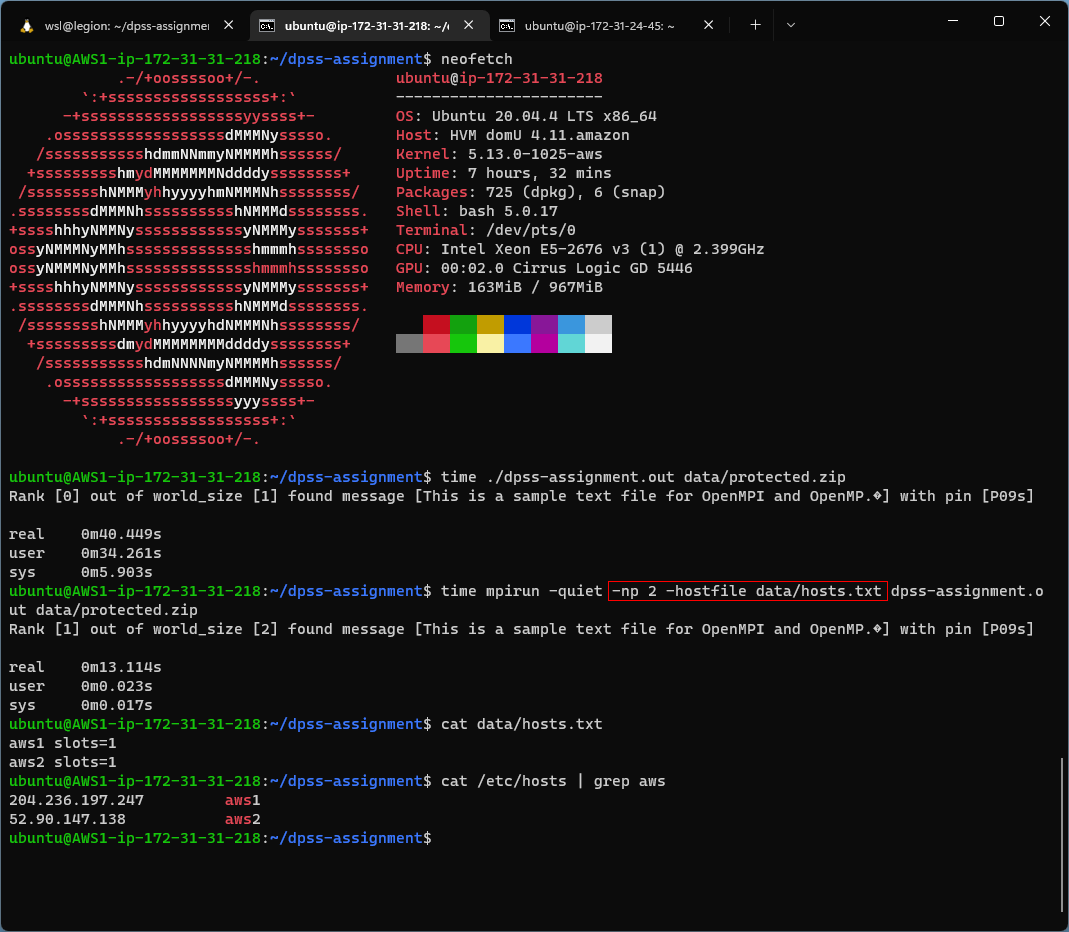 wsl@legion: ~/dpss-assignmer
ubuntu@ip-172-31-31-218: ~/
ubuntu@ip-172-31-24-45: ~
ubuntu@AWS1-ip-172-31-31-218:~/dpss-assignment$ neofetch
            .-/+oossssoo+/-.               ubuntu@ip-172-31-31-218
        `:+ssssssssssssssssss+:`           -----------------------
      -+ssssssssssssssssssyyssss+-         OS: Ubuntu 20.04.4 LTS x86_64
    .ossssssssssssssssssdMMMNysssso.       Host: HVM domU 4.11.amazon
   /ssssssssssshdmmNNmmyNMMMMhssssss/      Kernel: 5.13.0-1025-aws
  +ssssssssshmydMMMMMMMNddddyssssssss+     Uptime: 7 hours, 32 mins
 /sssssssshNMMMyhhyyyyhmNMMMNhssssssss/    Packages: 725 (dpkg), 6 (snap)
.ssssssssdMMMNhsssssssssshNMMMdssssssss.   Shell: bash 5.0.17
+sssshhhyNMMNyssssssssssssyNMMMysssssss+   Terminal: /dev/pts/0
ossyNMMMNyMMhsssssssssssssshmmmhssssssso   CPU: Intel Xeon E5-2676 v3 (1) @ 2.399GHz
ossyNMMMNyMMhsssssssssssssshmmmhssssssso   GPU: 00:02.0 Cirrus Logic GD 5446
+sssshhhyNMMNyssssssssssssyNMMMysssssss+   Memory: 163MiB / 967MiB
.ssssssssdMMMNhsssssssssshNMMMdssssssss.
 /sssssssshNMMMyhhyyyyhdNMMMNhssssssss/
  +sssssssssdmydMMMMMMMMddddyssssssss+
   /ssssssssssshdmNNNNmyNMMMMhssssss/
    .ossssssssssssssssssdMMMNysssso.
      -+sssssssssssssssssyyyssss+-
        `:+ssssssssssssssssss+:`
            .-/+oossssoo+/-.
ubuntu@AWS1-ip-172-31-31-218:~/dpss-assignment$ time ./dpss-assignment.out data/protected.zip
Rank [0] out of world_size [1] found message [This is a sample text file for OpenMPI and OpenMP.�] with pin [P09s]
real    0m40.449s
user    0m34.261s
sys     0m5.903s
ubuntu@AWS1-ip-172-31-31-218:~/dpss-assignment$ time mpirun -quiet -np 2 -hostfile data/hosts.txt dpss-assignment.o
ut data/protected.zip
Rank [1] out of world_size [2] found message [This is a sample text file for OpenMPI and OpenMP.�] with pin [P09s]
real    0m13.114s
user    0m0.023s
sys     0m0.017s
ubuntu@AWS1-ip-172-31-31-218:~/dpss-assignment$ cat data/hosts.txt
aws1 slots=1
aws2 slots=1
ubuntu@AWS1-ip-172-31-31-218:~/dpss-assignment$ cat /etc/hosts | grep aws
204.236.197.247         aws1
52.90.147.138           aws2
ubuntu@AWS1-ip-172-31-31-218:~/dpss-assignment$